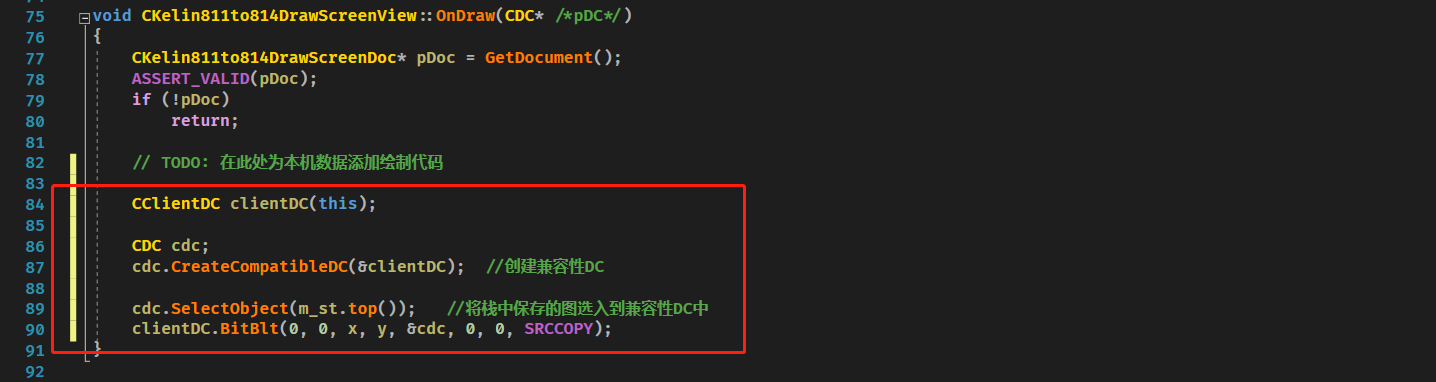 75 void CKelin811to814DrawScreenView::OnDraw(CDC* /*pDC*/)
76 {
77 CKelin811to814DrawScreenDoc* pDoc = GetDocument();
78 ASSERT_VALID(pDoc);
79 if (!pDoc)
80 return;
81
82 // TODO: 在此处为本机数据添加绘制代码
83
84 CClientDC clientDC(this);
85
86 CDC cdc;
87 cdc.CreateCompatibleDC(&clientDC); //创建兼容性DC
88
89 cdc.SelectObject(m_st.top()); //将栈中保存的图选入到兼容性DC中
90 clientDC.BitBlt(0, 0, x, y, &cdc, 0, 0, SRCCOPY);
91 }
92